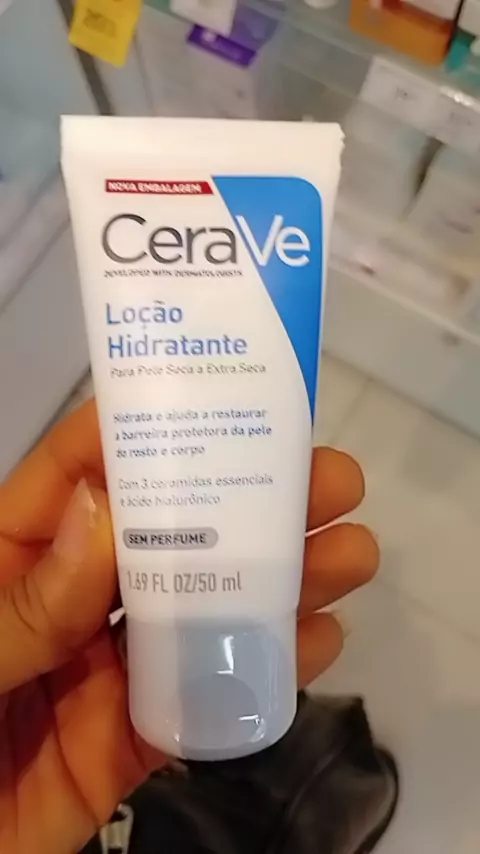 NOVA EMBALAGEM
CeraVe
DEVELOPED WITH DERMATOLOGISTS
Loção
Hidratante
Para Pele Seca a Extra Seca
Hidrata e ajuda a restaurar
a barreira protetora da pele
do rosto e corpo
Com 3 ceramidas essenciais
e ácido hialurônico
SEM PERFUME
1.69 FL OZ/50 ml